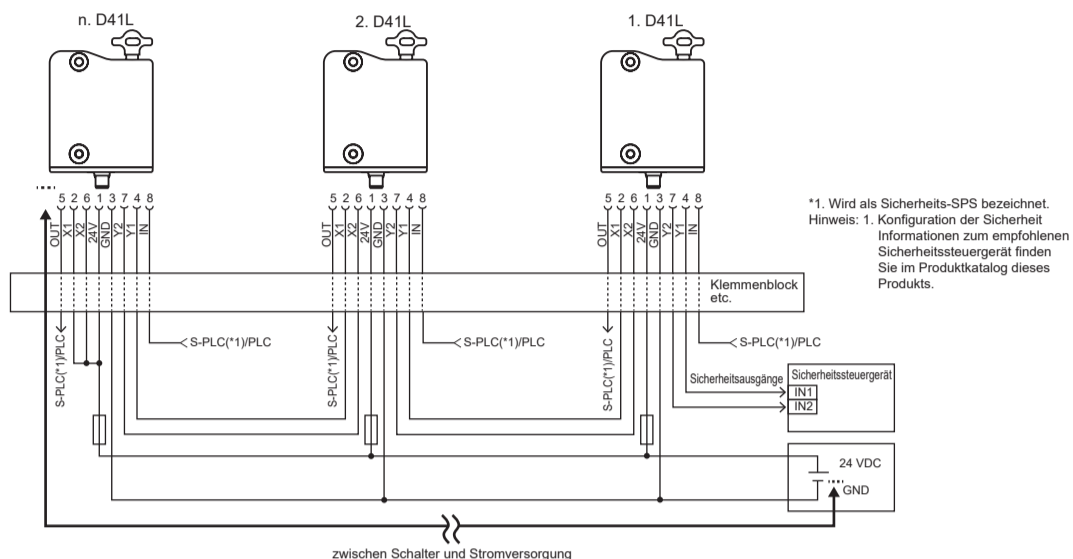 n. D41L
2. D41L
1. D41L
5 2 6 1 3 7 4 8
5 2 6 1 3 7 4 8
5 2 6 1 3 7 4 8
OUT X1 X2 24V GND Y2 Y1 IN
OUT X1 X2 24V GND Y2 Y1 IN
OUT X1 X2 24V GND Y2 Y1 IN
*1. Wird als Sicherheits-SPS bezeichnet.
Hinweis: 1. Konfiguration der Sicherheit
Informationen zum empfohlenen
Sicherheitssteuergerät finden
Sie im Produktkatalog dieses
Produkts.
Klemmenblock
etc.
S-PLC(*1)/PLC
S-PLC(*1)/PLC
S-PLC(*1)/PLC
S-PLC(*1)/PLC
S-PLC(*1)/PLC
S-PLC(*1)/PLC
Sicherheitsausgänge
Sicherheitssteuergerät
IN1
IN2
24 VDC
GND
zwischen Schalter und Stromversorgung